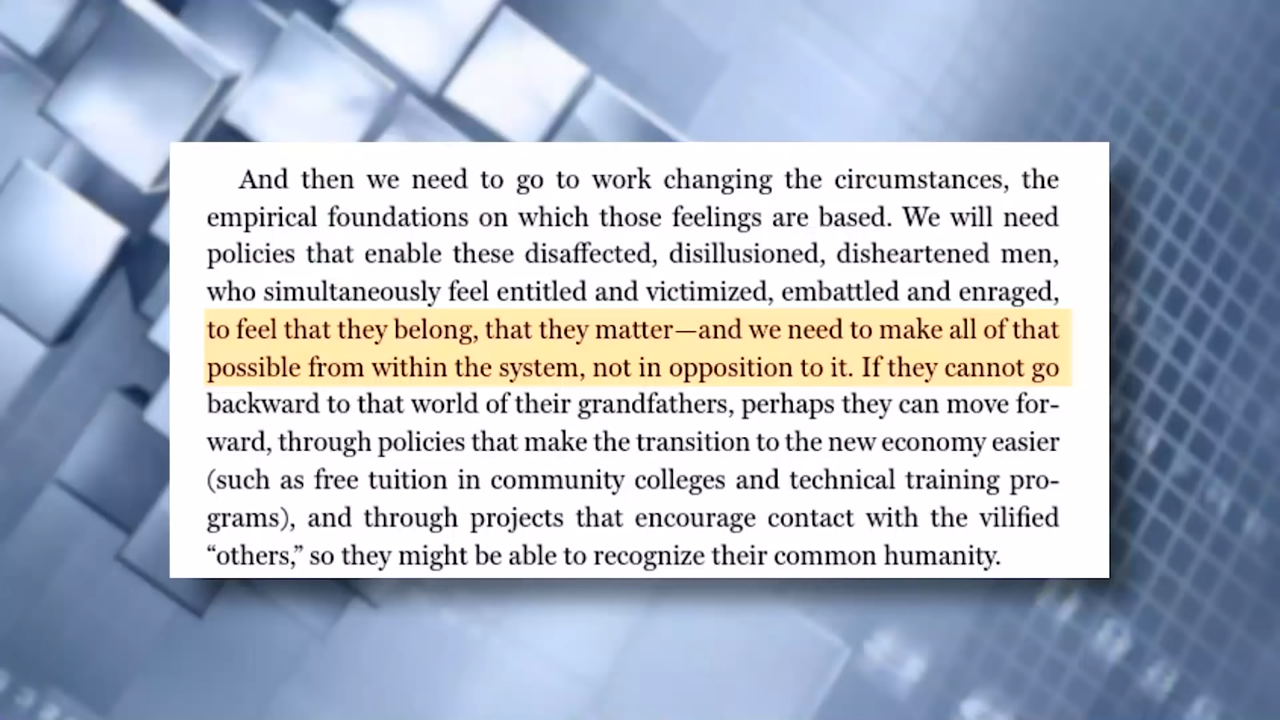 And then we need to go to work changing the circumstances, the
empirical foundations on which those feelings are based. We will need
policies that enable these disaffected, disillusioned, disheartened men,
who simultaneously feel entitled and victimized, embattled and enraged,
to feel that they belong, that they matter—and we need to make all of that
possible from within the system, not in opposition to it. If they cannot go
backward to that world of their grandfathers, perhaps they can move for-
ward, through policies that make the transition to the new economy easier
(such as free tuition in community colleges and technical training pro-
grams), and through projects that encourage contact with the vilified
“others,” so they might be able to recognize their common humanity.